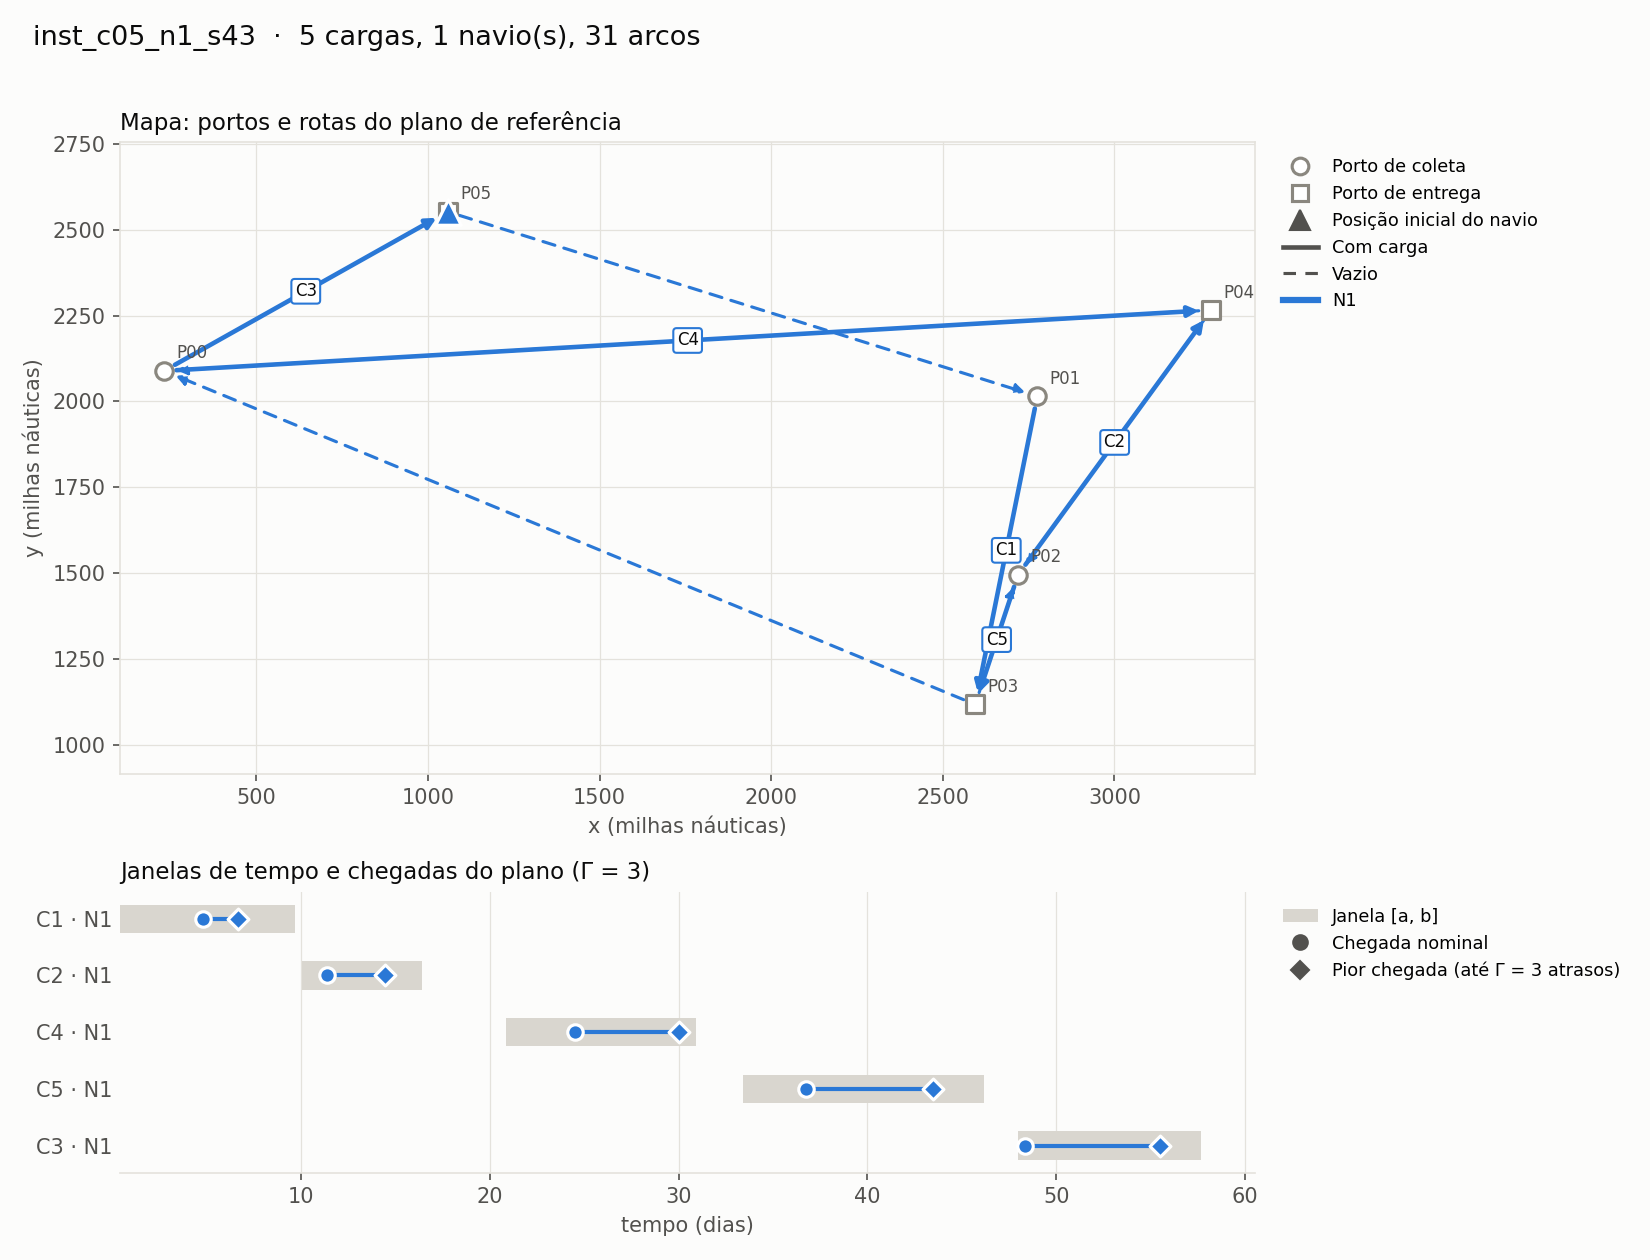 inst_c05_n1_s43  ·  5 cargas, 1 navio(s), 31 arcos
Mapa: portos e rotas do plano de referência
2750
2500
2250
2000
1750
1500
1250
1000
y (milhas náuticas)
P05
P04
P00
P01
P02
P03
C3
C4
C2
C1
C5
500
1000
1500
2000
2500
3000
x (milhas náuticas)
Porto de coleta
Porto de entrega
Posição inicial do navio
Com carga
Vazio
N1
Janelas de tempo e chegadas do plano (Γ = 3)
C1 · N1
C2 · N1
C4 · N1
C5 · N1
C3 · N1
10
20
30
40
50
60
tempo (dias)
Janela [a, b]
Chegada nominal
Pior chegada (até Γ = 3 atrasos)